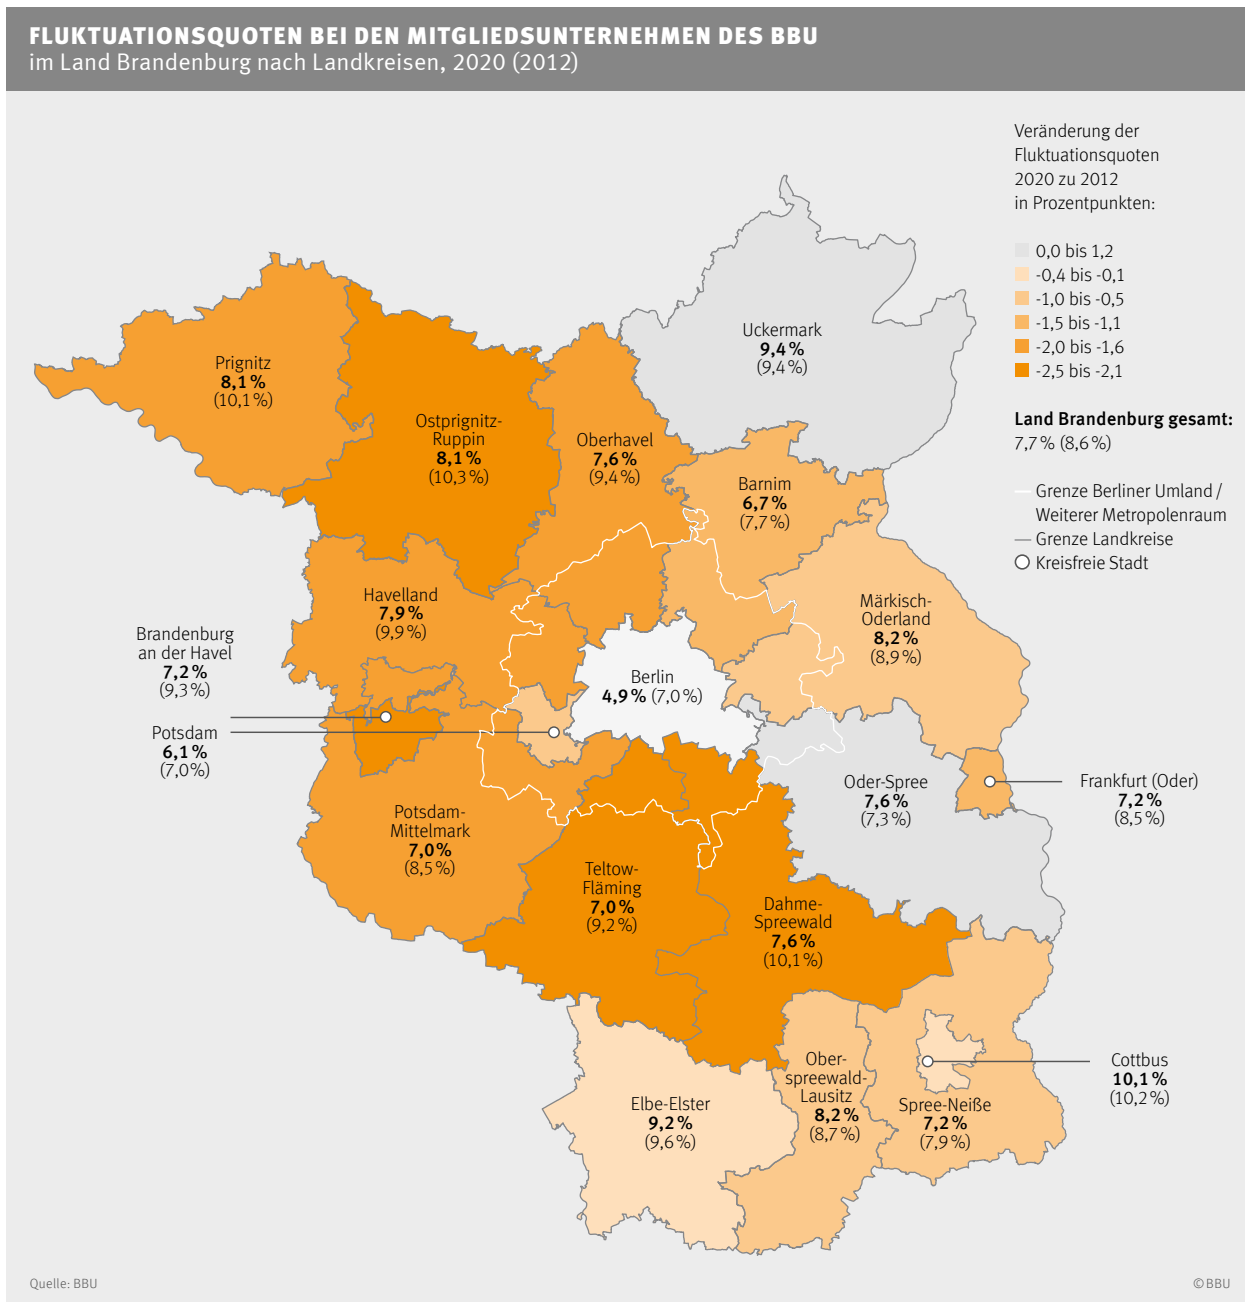 FLUKTUATIONSQUOTEN BEI DEN MITGLIEDSUNTERNEHMEN DES BBU
im Land Brandenburg nach Landkreisen, 2020 (2012)
Veränderung der
Fluktuationsquoten
2020 zu 2012
in Prozentpunkten:
0,0 bis 1,2
-0,4 bis -0,1
-1,0 bis -0,5
-1,5 bis -1,1
-2,0 bis -1,6
-2,5 bis -2,1
Land Brandenburg gesamt:
7,7 % (8,6 %)
Grenze Berliner Umland /
Weiterer Metropolenraum
Grenze Landkreise
Kreisfreie Stadt
Uckermark
9,4 %
(9,4 %)
Prignitz
8,1 %
(10,1 %)
Ostprignitz-
Ruppin
8,1 %
(10,3 %)
Oberhavel
7,6 %
(9,4 %)
Barnim
6,7 %
(7,7 %)
Havelland
7,9 %
(9,9 %)
Märkisch-
Oderland
8,2 %
(8,9 %)
Brandenburg
an der Havel
7,2 %
(9,3 %)
Berlin
4,9 % (7,0 %)
Potsdam
6,1 %
(7,0 %)
Oder-Spree
7,6 %
(7,3 %)
Frankfurt (Oder)
7,2 %
(8,5 %)
Potsdam-
Mittelmark
7,0 %
(8,5 %)
Teltow-
Fläming
7,0 %
(9,2 %)
Dahme-
Spreewald
7,6 %
(10,1 %)
Elbe-Elster
9,2 %
(9,6 %)
Ober-
spreewald-
Lausitz
8,2 %
(8,7 %)
Spree-Neiße
7,2 %
(7,9 %)
Cottbus
10,1 %
(10,2 %)
Quelle: BBU
© BBU